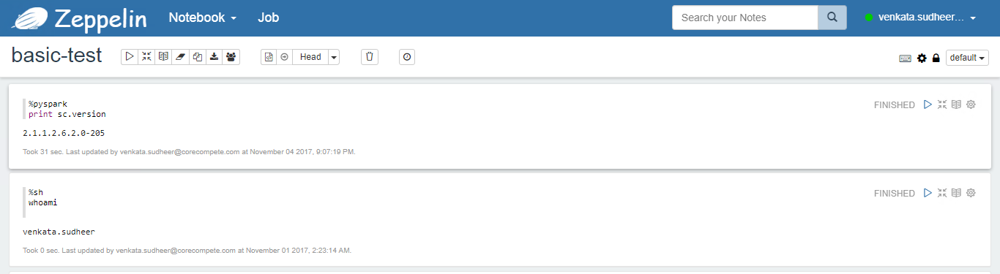 Zeppelin Notebook Job Search your Notes venkata.sudheer...
basic-test Head default
%pyspark FINISHED
print sc.version
2.1.1.2.6.2.0-205
Took 31 sec. Last updated by venkata.sudheer@corecompete.com at November 04 2017, 9:07:19 PM.
%sh FINISHED
whoami
venkata.sudheer
Took 0 sec. Last updated by venkata.sudheer@corecompete.com at November 01 2017, 2:23:14 AM.